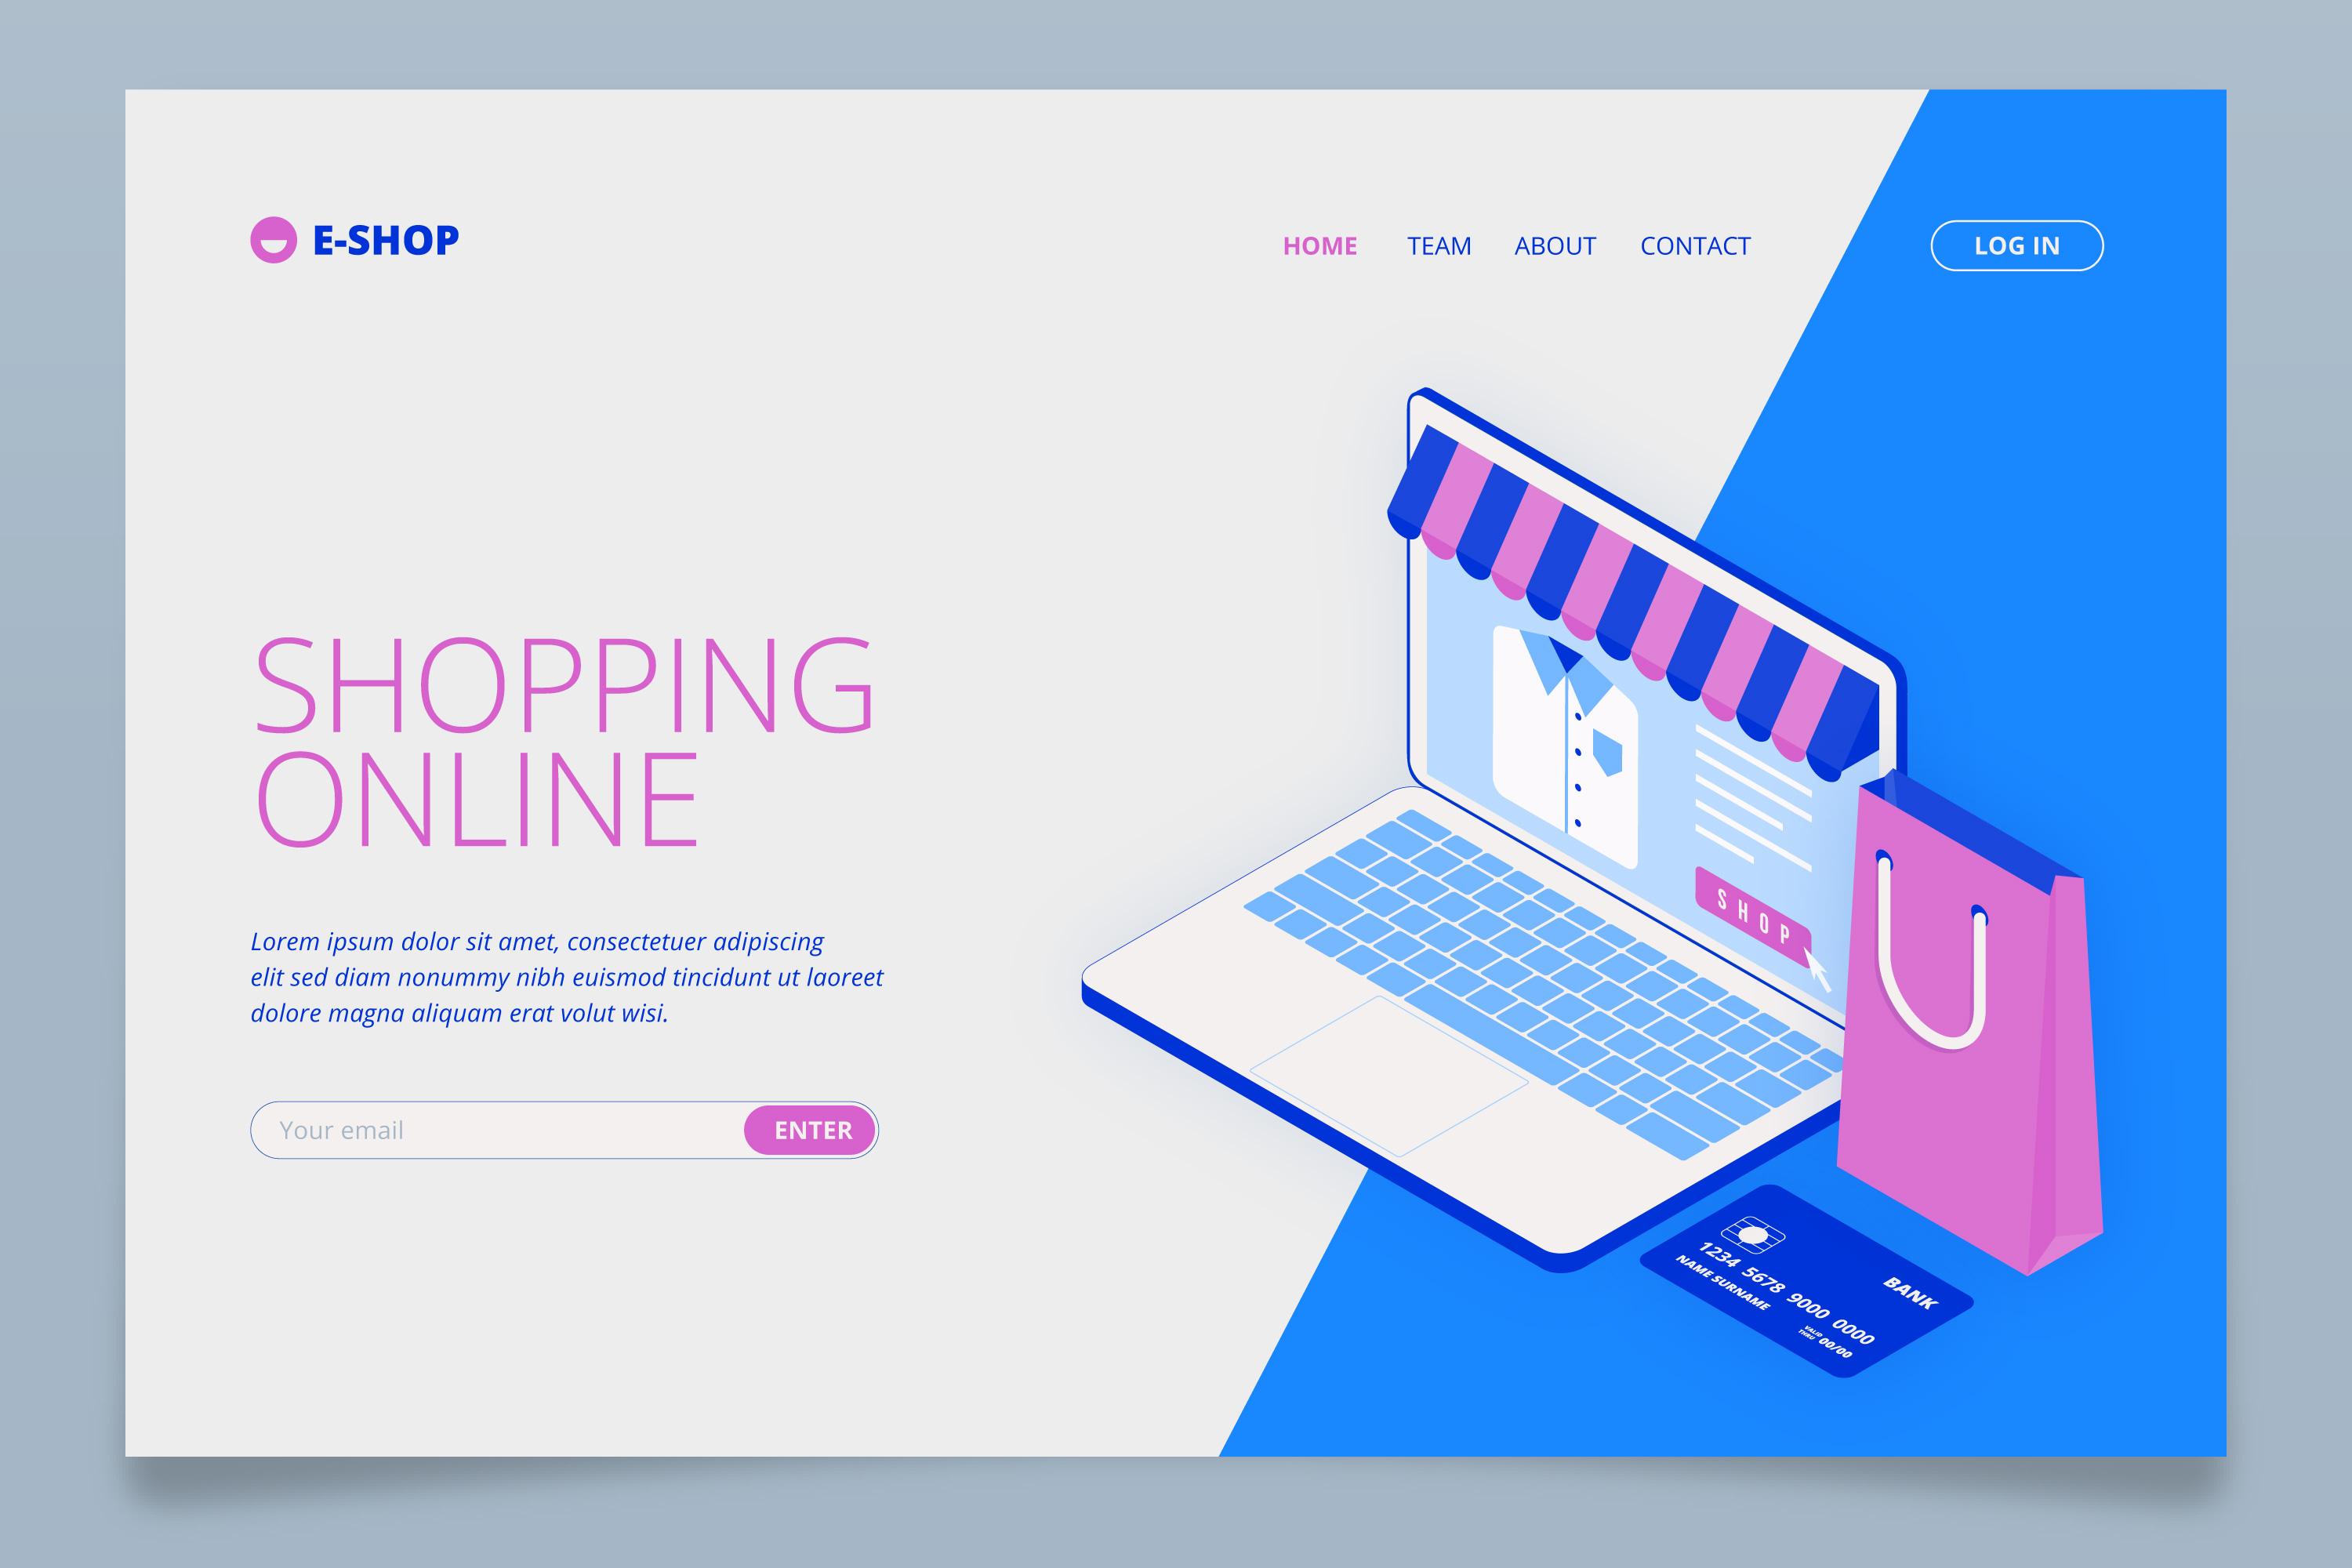 E-SHOP
HOME TEAM ABOUT CONTACT
LOG IN
SHOPPING
ONLINE
Lorem ipsum dolor sit amet, consectetuer adipiscing
elit sed diam nonummy nibh euismod tincidunt ut laoreet
dolore magna aliquam erat volut wisi.
Your email
ENTER
SHOP
BANK
1234 5678 9000 0000
NAME SURNAME
VALID
THRU 00/00